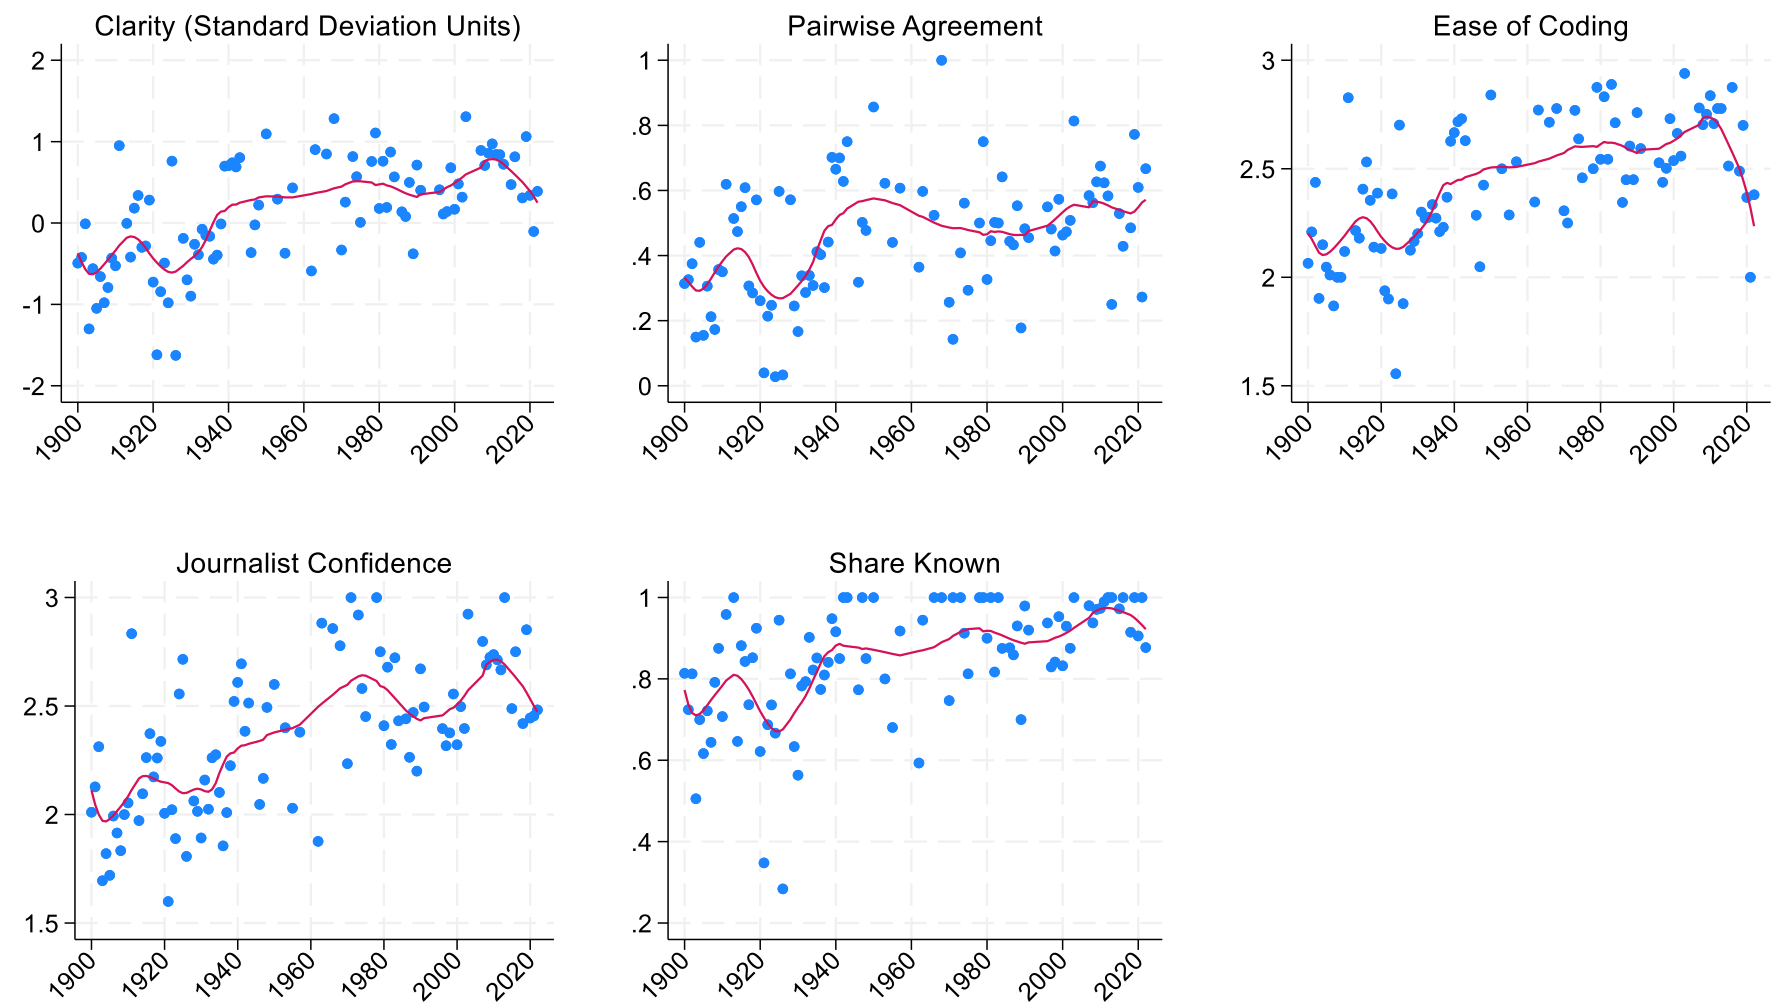 Clarity (Standard Deviation Units)
2
1
0
-1
-2
1900 1920 1940 1960 1980 2000 2020
Pairwise Agreement
1
.8
.6
.4
.2
0
1900 1920 1940 1960 1980 2000 2020
Ease of Coding
3
2.5
2
1.5
1900 1920 1940 1960 1980 2000 2020
Journalist Confidence
3
2.5
2
1.5
1900 1920 1940 1960 1980 2000 2020
Share Known
1
.8
.6
.4
.2
1900 1920 1940 1960 1980 2000 2020